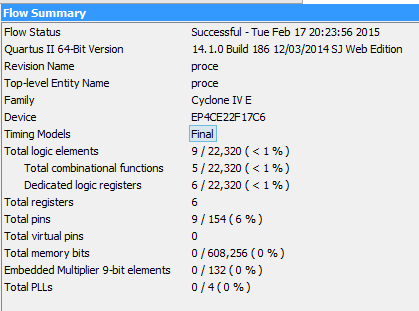 Flow Summary
Flow Status Successful - Tue Feb 17 20:23:56 2015
Quartus II 64-Bit Version 14.1.0 Build 186 12/03/2014 SJ Web Edition
Revision Name proce
Top-level Entity Name proce
Family Cyclone IV E
Device EP4CE22F17C6
Timing Models Final
Total logic elements 9 / 22,320 ( < 1 % )
Total combinational functions 5 / 22,320 ( < 1 % )
Dedicated logic registers 6 / 22,320 ( < 1 % )
Total registers 6
Total pins 9 / 154 ( 6 % )
Total virtual pins 0
Total memory bits 0 / 608,256 ( 0 % )
Embedded Multiplier 9-bit elements 0 / 132 ( 0 % )
Total PLLs 0 / 4 ( 0 % )